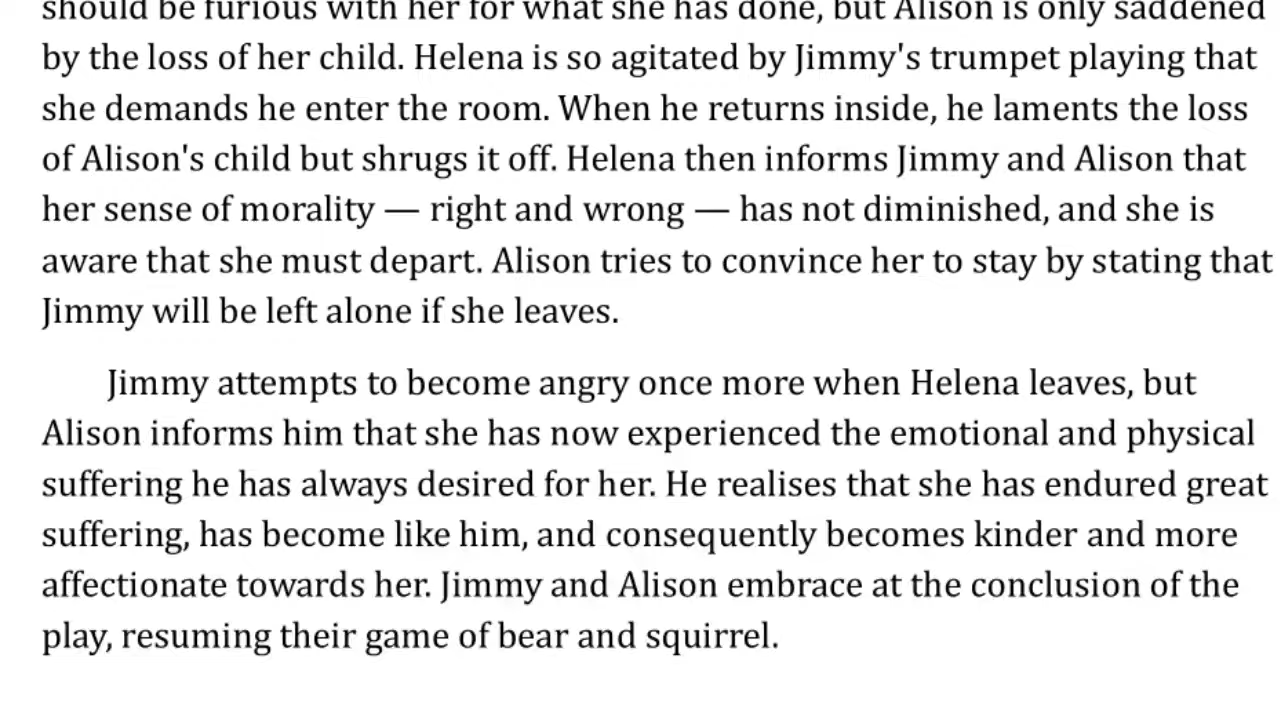 should be furious with her for what she has done, but Alison is only saddened
by the loss of her child. Helena is so agitated by Jimmy's trumpet playing that
she demands he enter the room. When he returns inside, he laments the loss
of Alison's child but shrugs it off. Helena then informs Jimmy and Alison that
her sense of morality — right and wrong — has not diminished, and she is
aware that she must depart. Alison tries to convince her to stay by stating that
Jimmy will be left alone if she leaves.
Jimmy attempts to become angry once more when Helena leaves, but
Alison informs him that she has now experienced the emotional and physical
suffering he has always desired for her. He realises that she has endured great
suffering, has become like him, and consequently becomes kinder and more
affectionate towards her. Jimmy and Alison embrace at the conclusion of the
play, resuming their game of bear and squirrel.